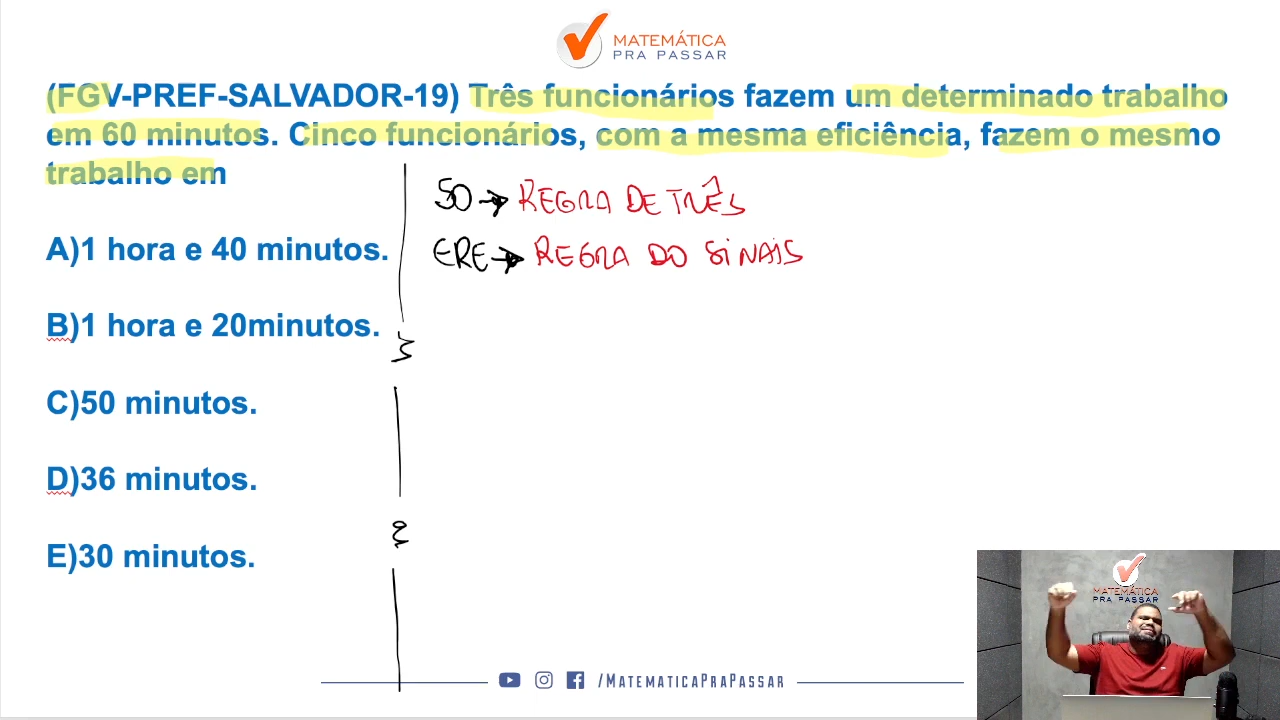 MATEMÁTICA
PRA PASSAR
(FGV-PREF-SALVADOR-19) Três funcionários fazem um determinado trabalho
em 60 minutos. Cinco funcionários, com a mesma eficiência, fazem o mesmo
trabalho em
SO → REGRA DE TRÊS
A)1 hora e 40 minutos.
ERE → REGRA DO SINAIS
B)1 hora e 20minutos.
C)50 minutos.
D)36 minutos.
E)30 minutos.
MATEMÁTICA
PRA PASSAR
/MATEMATICAPRAPASSAR